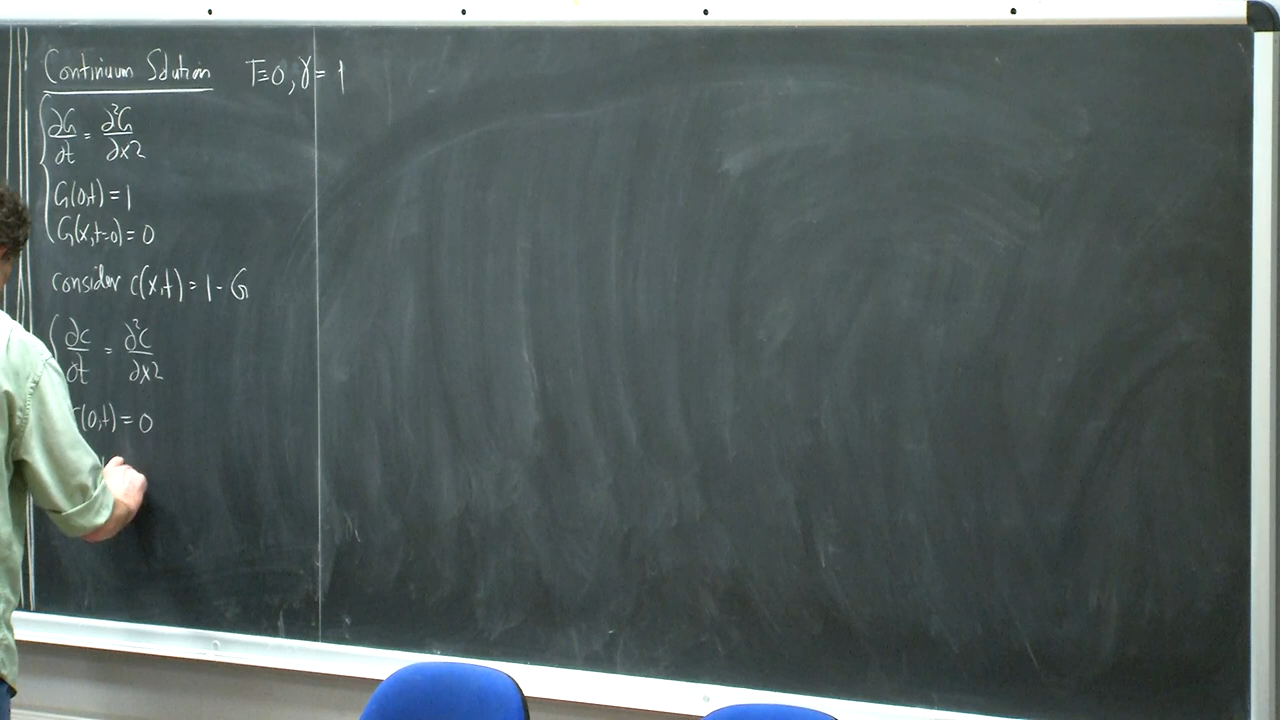 Continuum Solution T=0, γ=1
∂G/∂t = ∂²G/∂x2
G(0,t) = 1
G(x,t=0) = 0
consider c(x,t) = 1 - G
∂c/∂t = ∂²c/∂x2
(0,t) = 0